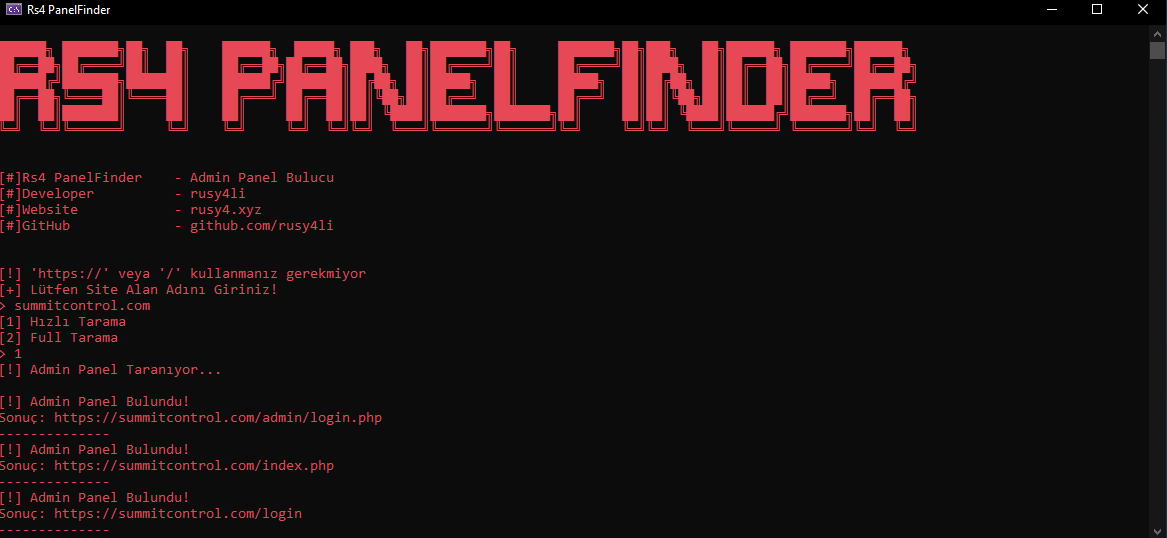 Rs4 PanelFinder
RS4 PANELFINDER
[#]Rs4 PanelFinder    - Admin Panel Bulucu
[#]Developer          - rusy4li
[#]Website            - rusy4.xyz
[#]GitHub             - github.com/rusy4li
[!] 'https://' veya '/' kullanmanız gerekmiyor
[+] Lütfen Site Alan Adını Giriniz!
> summitcontrol.com
[1] Hızlı Tarama
[2] Full Tarama
> 1
[!] Admin Panel Taranıyor...
[!] Admin Panel Bulundu!
Sonuç: https://summitcontrol.com/admin/login.php
--------------
[!] Admin Panel Bulundu!
Sonuç: https://summitcontrol.com/index.php
--------------
[!] Admin Panel Bulundu!
Sonuç: https://summitcontrol.com/login
--------------